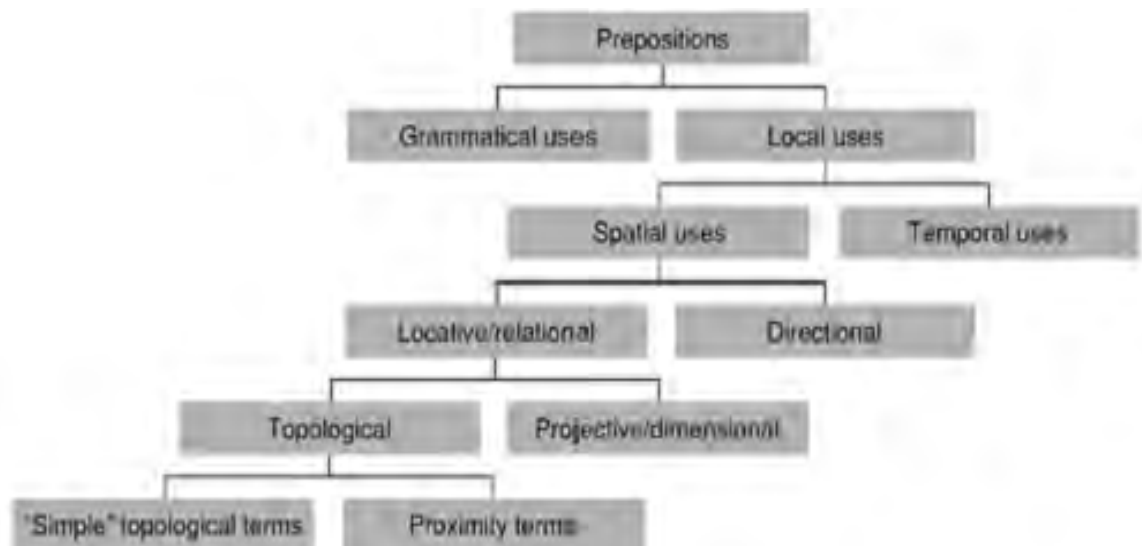 Prepositions
Grammatical uses
Local uses
Spatial uses
Temporal uses
Locative/relational
Directional
Topological
Projective/dimensional
"Simple" topological terms
Proximity terms